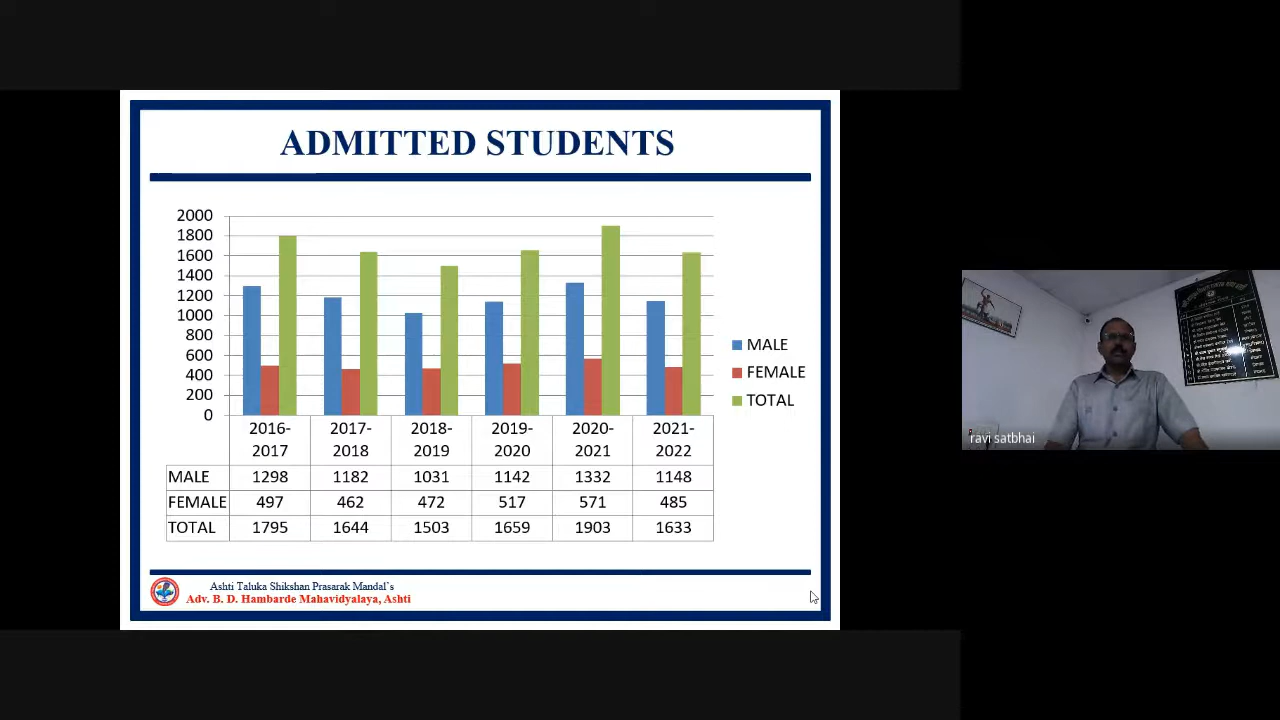 ADMITTED STUDENTS
2000
1800
1600
1400
1200
1000
800
600
400
200
0
MALE
FEMALE
TOTAL
2016-2017 2017-2018 2018-2019 2019-2020 2020-2021 2021-2022
MALE 1298 1182 1031 1142 1332 1148
FEMALE 497 462 472 517 571 485
TOTAL 1795 1644 1503 1659 1903 1633
Ashti Taluka Shikshan Prasarak Mandal's
Adv. B. D. Hambarde Mahavidyalaya, Ashti
ravi satbhai